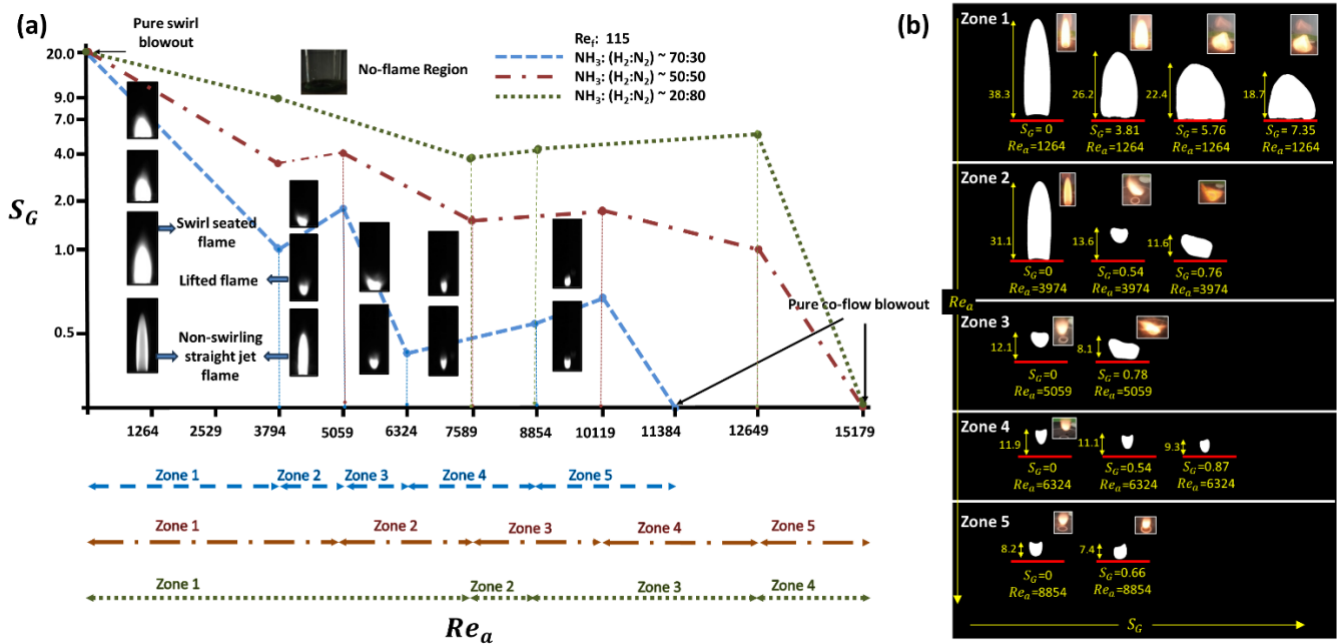 (a)
Pure swirl
blowout
No-flame Region
Re_f: 115
NH₃: (H₂:N₂) ~ 70:30
NH₃: (H₂:N₂) ~ 50:50
NH₃: (H₂:N₂) ~ 20:80
20.0
9.0
7.0
4.0
2.0
1.0
0.5
S_G
Swirl seated
flame
Lifted flame
Non-swirling
straight jet
flame
Pure co-flow blowout
1264 2529 3794 5059 6324 7589 8854 10119 11384 12649 15179
Zone 1 Zone 2 Zone 3 Zone 4 Zone 5
Zone 1 Zone 2 Zone 3 Zone 4 Zone 5
Zone 1 Zone 2 Zone 3 Zone 4
Re_a
(b)
Zone 1
38.3 26.2 22.4 18.7
S_G= 0 S_G= 3.81 S_G= 5.76 S_G= 7.35
Re_a=1264 Re_a=1264 Re_a=1264 Re_a=1264
Zone 2
31.1 13.6 11.6
S_G=0 S_G=0.54 S_G=0.76
Re_a=3974 Re_a=3974 Re_a=3974
Re_a
Zone 3
12.1 8.1
S_G=0 S_G= 0.78
Re_a=5059 Re_a=5059
Zone 4
11.9 11.1 9.3
S_G=0 S_G=0.54 S_G=0.87
Re_a=6324 Re_a=6324 Re_a=6324
Zone 5
8.2 7.4
S_G=0 S_G=0.66
Re_a=8854 Re_a=8854
S_G